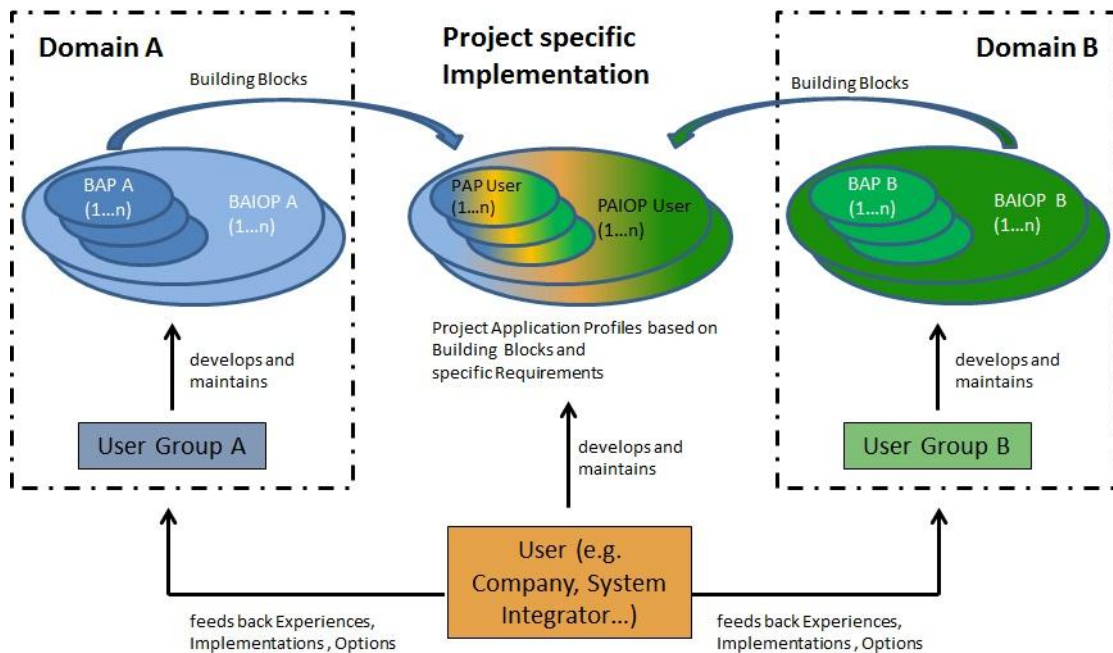 Domain A
Project specific
Implementation
Domain B
Building Blocks
Building Blocks
BAP A
(1...n)
BAIOP A
(1...n)
PAP User
(1...n)
PAIOP User
(1...n)
BAP B
(1...n)
BAIOP B
(1...n)
Project Application Profiles based on
Building Blocks and
specific Requirements
develops and
maintains
develops and
maintains
User Group A
User Group B
develops and
maintains
User (e.g.
Company, System
Integrator...)
feeds back Experiences,
Implementations , Options
feeds back Experiences,
Implementations , Options